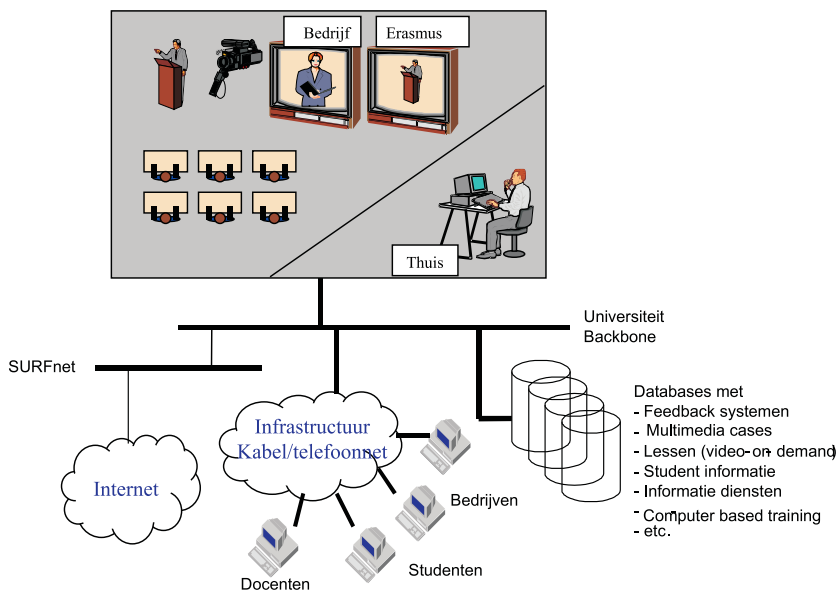 Bedrijf
Erasmus
Thuis
Universiteit
Backbone
SURFnet
Infrastructuur
Kabel/telefoonnet
Internet
Bedrijven
Studenten
Docenten
Databases met
- Feedback systemen
- Multimedia cases
- Lessen (video-on- demand)
- Student informatie
- Informatie diensten
- Computer based training
- etc.